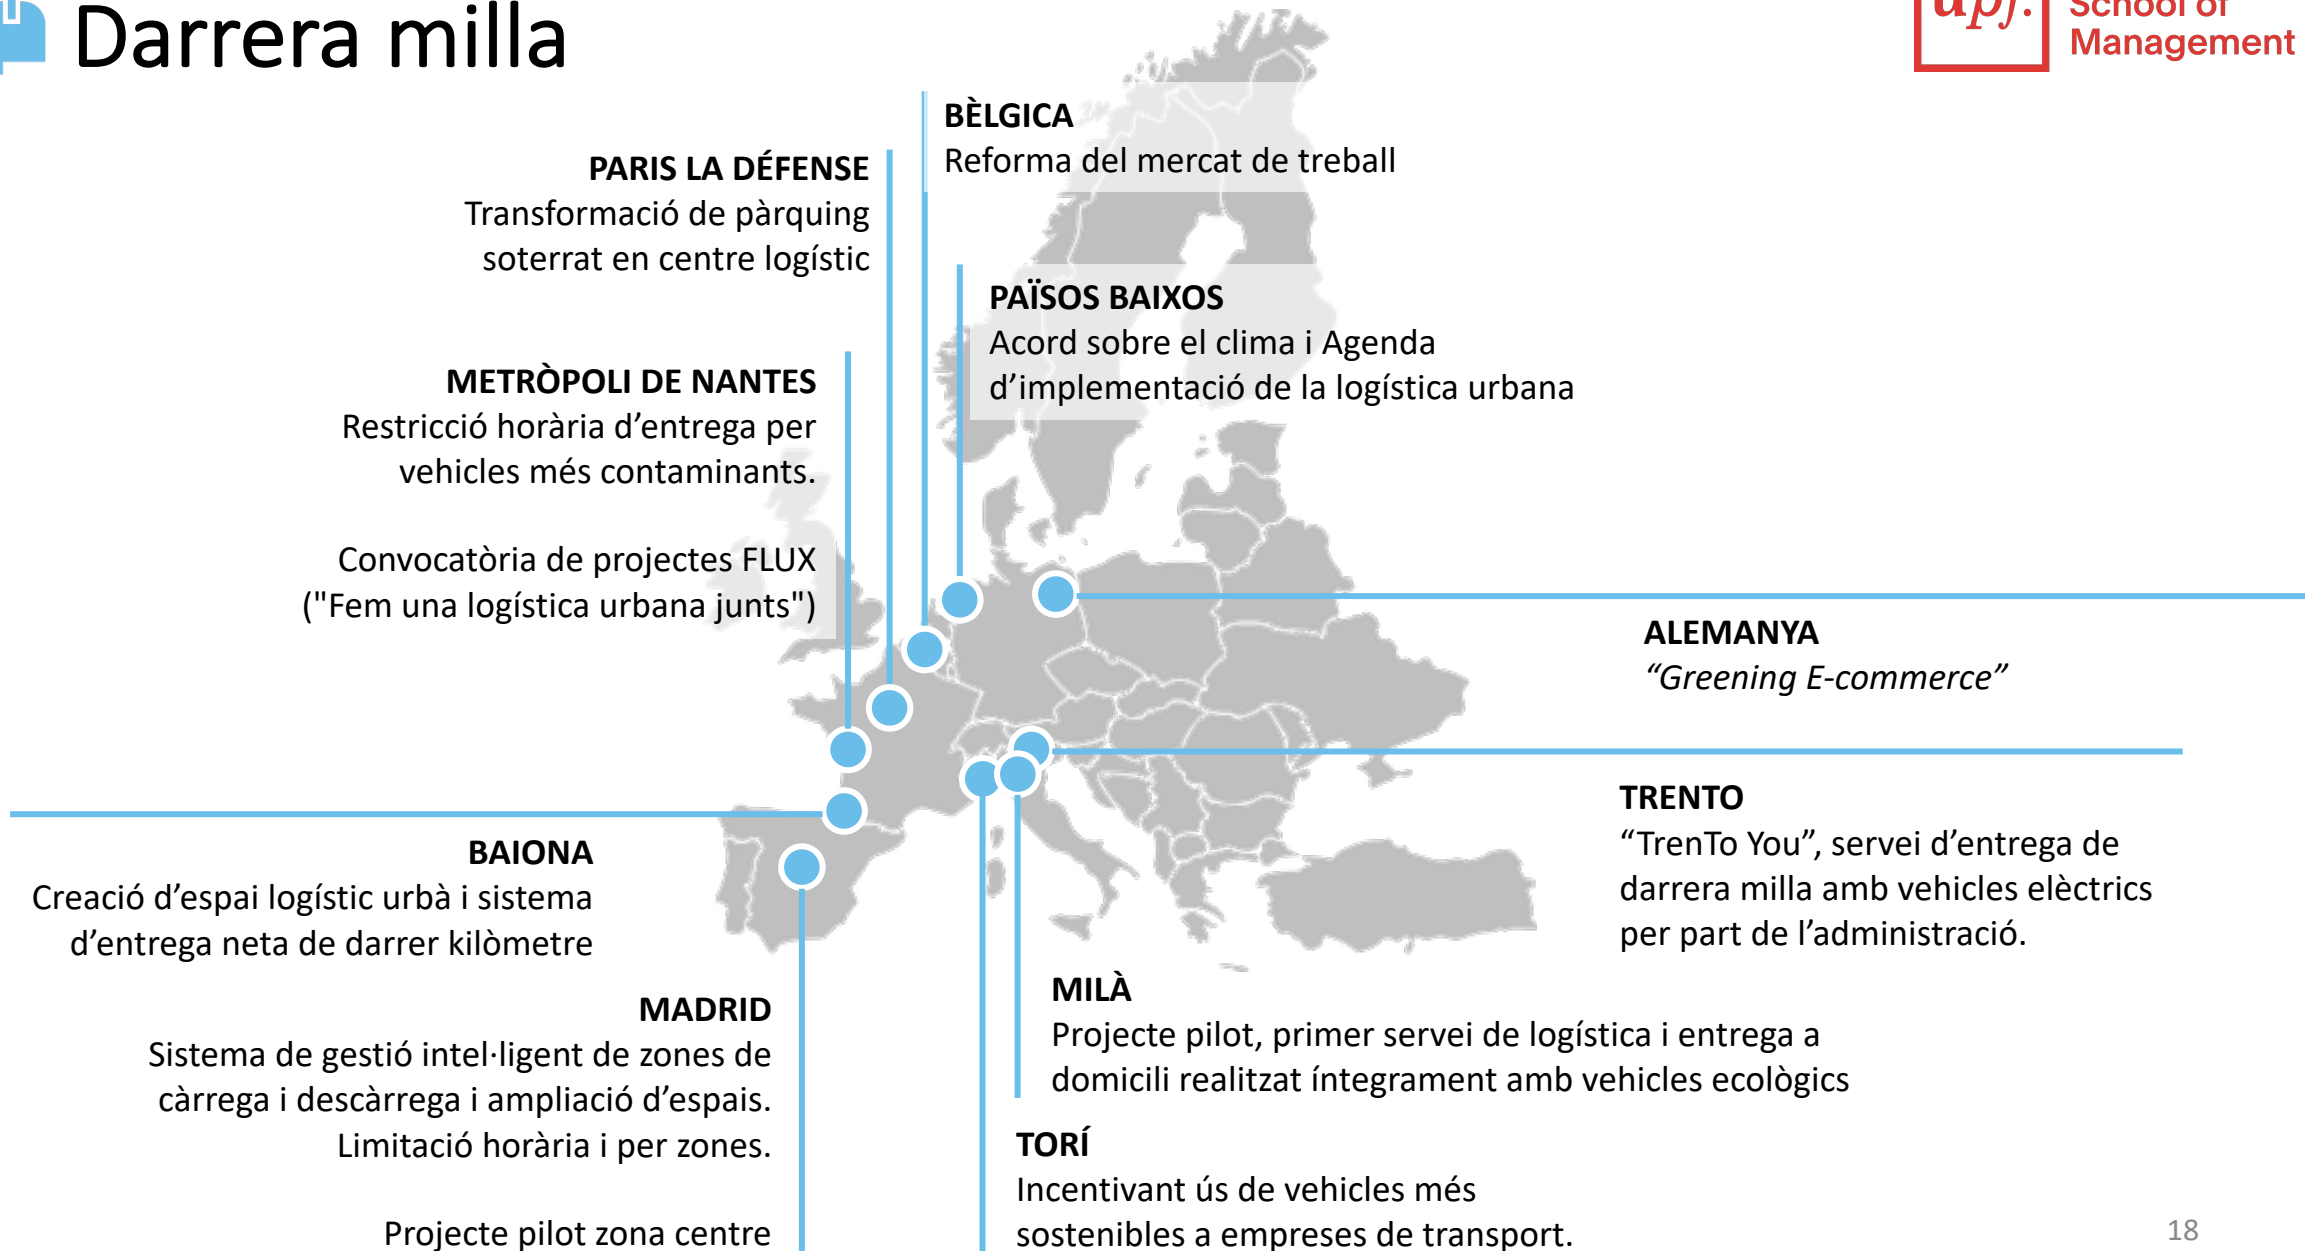 Darrera milla
upf.
School of
Management
BÈLGICA
Reforma del mercat de treball
PARIS LA DÉFENSE
Transformació de pàrquing
soterrat en centre logístic
PAÏSOS BAIXOS
Acord sobre el clima i Agenda
d’implementació de la logística urbana
METRÒPOLI DE NANTES
Restricció horària d’entrega per
vehicles més contaminants.
Convocatòria de projectes FLUX
("Fem una logística urbana junts")
ALEMANYA
“Greening E-commerce”
TRENTO
“TrenTo You”, servei d’entrega de
darrera milla amb vehicles elèctrics
per part de l’administració.
BAIONA
Creació d’espai logístic urbà i sistema
d’entrega neta de darrer kilòmetre
MADRID
Sistema de gestió intel·ligent de zones de
càrrega i descàrrega i ampliació d’espais.
Limitació horària i per zones.
Projecte pilot zona centre
MILÀ
Projecte pilot, primer servei de logística i entrega a
domicili realitzat íntegrament amb vehicles ecològics
TORÍ
Incentivant ús de vehicles més
sostenibles a empreses de transport.
18